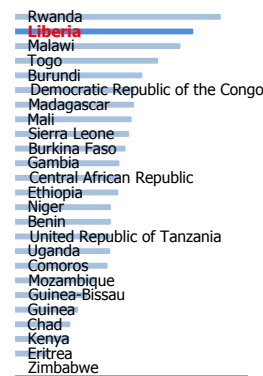 Rwanda
Liberia
Malawi
Togo
Burundi
Democratic Republic of the Congo
Madagascar
Mali
Sierra Leone
Burkina Faso
Gambia
Central African Republic
Ethiopia
Niger
Benin
United Republic of Tanzania
Uganda
Comoros
Mozambique
Guinea-Bissau
Guinea
Chad
Kenya
Eritrea
Zimbabwe